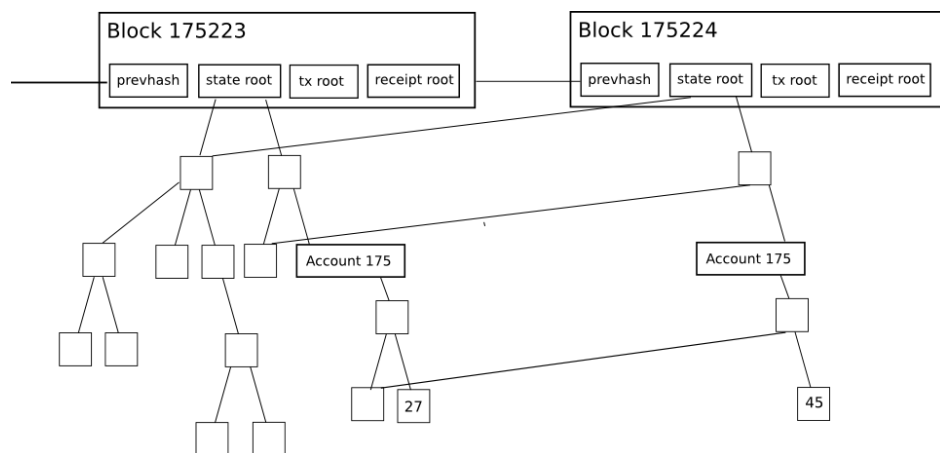 Block 175223
prevhash state root tx root receipt root
Block 175224
prevhash state root tx root receipt root
Account 175
27
Account 175
45